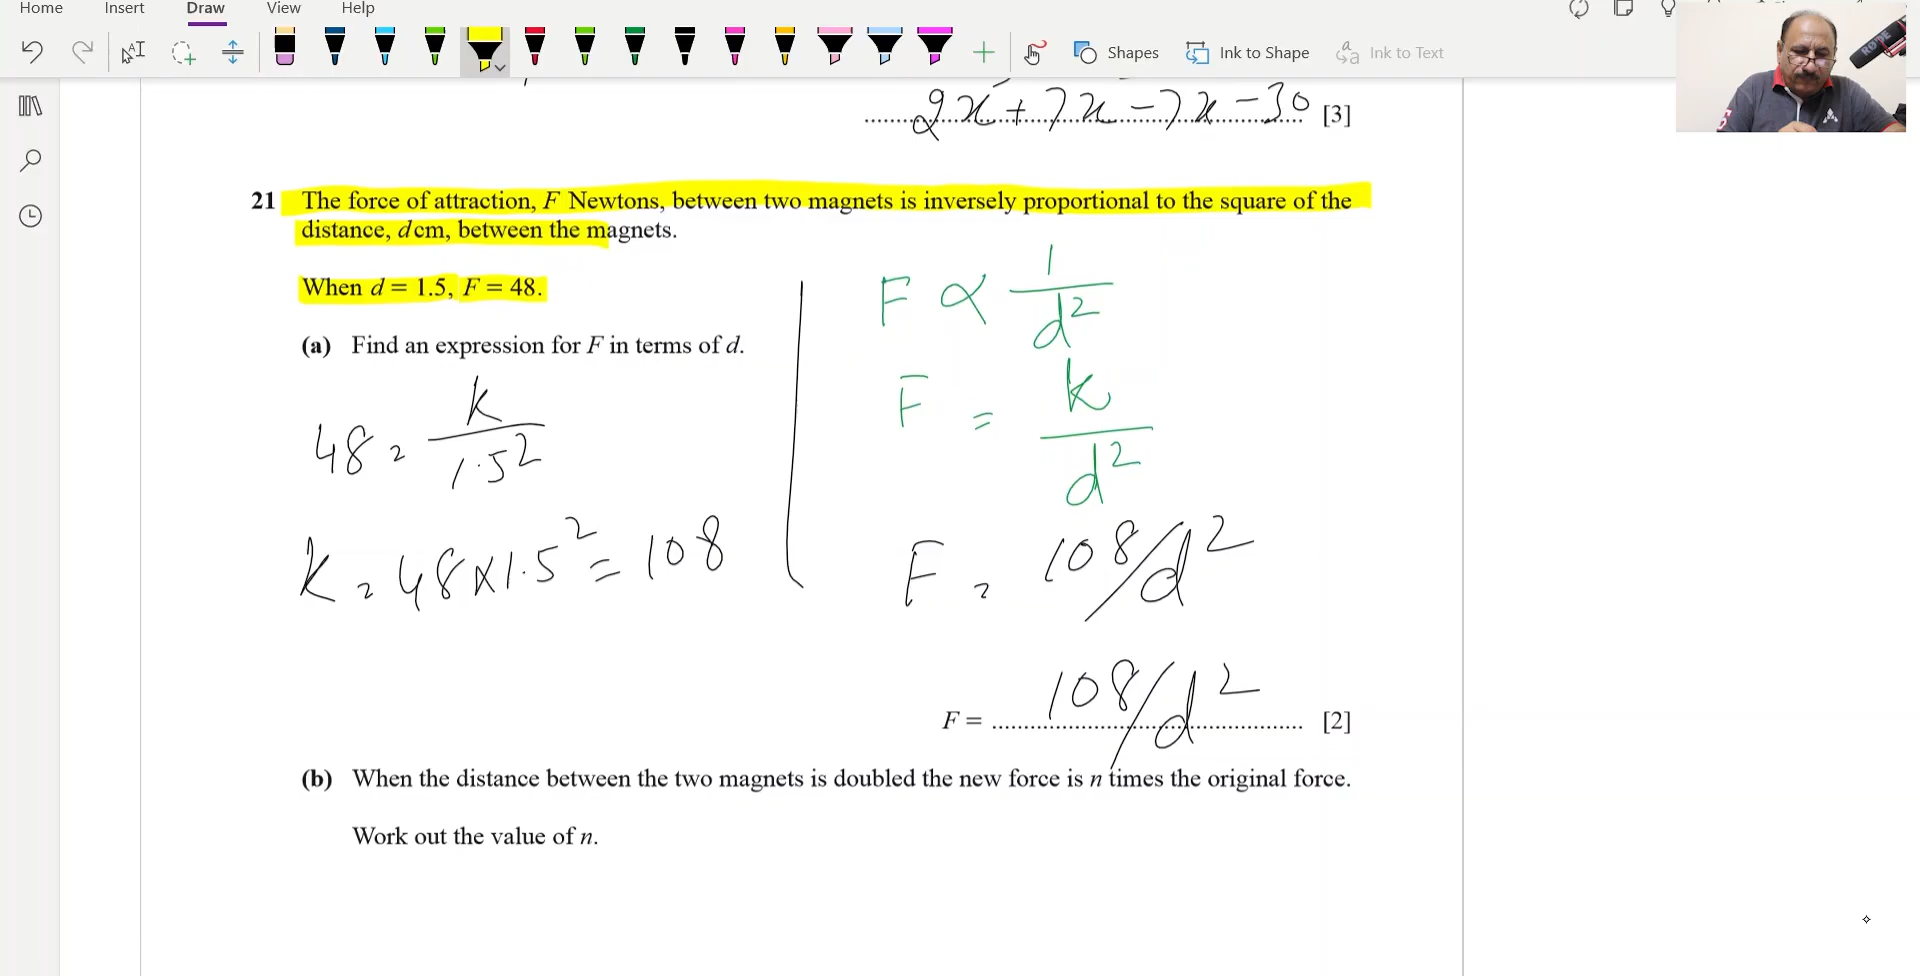 Home Insert Draw View Help
Shapes Ink to Shape Ink to Text
RØDE
2x² + 7x - 7x - 30 [3]
21 The force of attraction, F Newtons, between two magnets is inversely proportional to the square of the
distance, d cm, between the magnets.
When d = 1.5, F = 48.
F ∝ 1/d²
(a) Find an expression for F in terms of d.
48 = k/1.5²
F = k/d²
k = 48×1.5² = 108
F = 108/d²
F = 108/d² [2]
(b) When the distance between the two magnets is doubled the new force is n times the original force.
Work out the value of n.